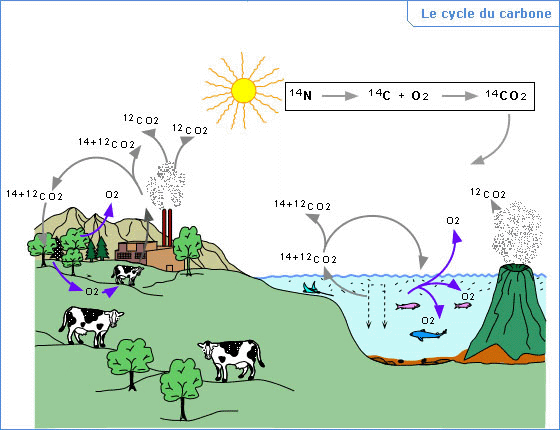 Le cycle du carbone
14N → 14C + O2 → 14CO2
12CO2
12CO2
14+12CO2
14+12CO2
O2
12CO2
14+12CO2
O2
14+12CO2
O2
O2
O2